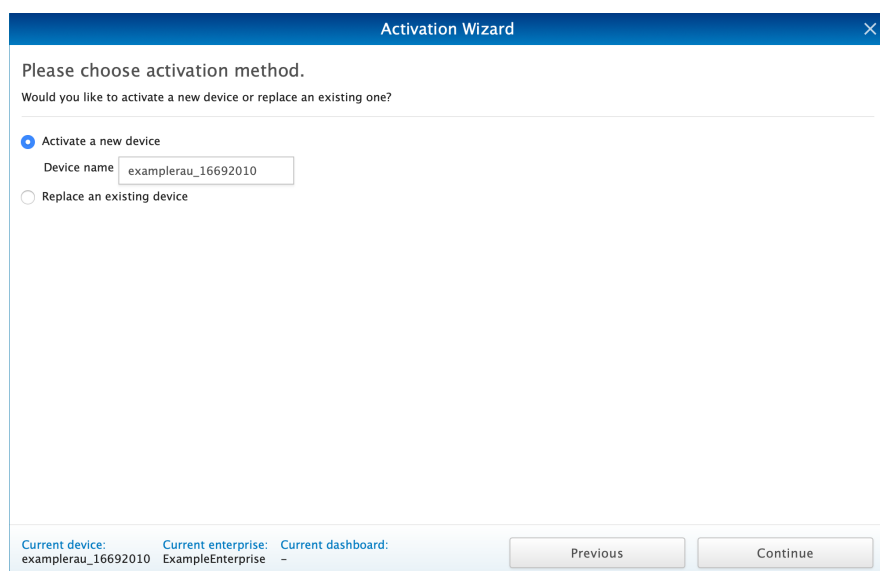 Activation Wizard
Please choose activation method.
Would you like to activate a new device or replace an existing one?
Activate a new device
Device name examplerau_16692010
Replace an existing device
Current device: Current enterprise: Current dashboard:
examplerau_16692010 ExampleEnterprise –
Previous Continue